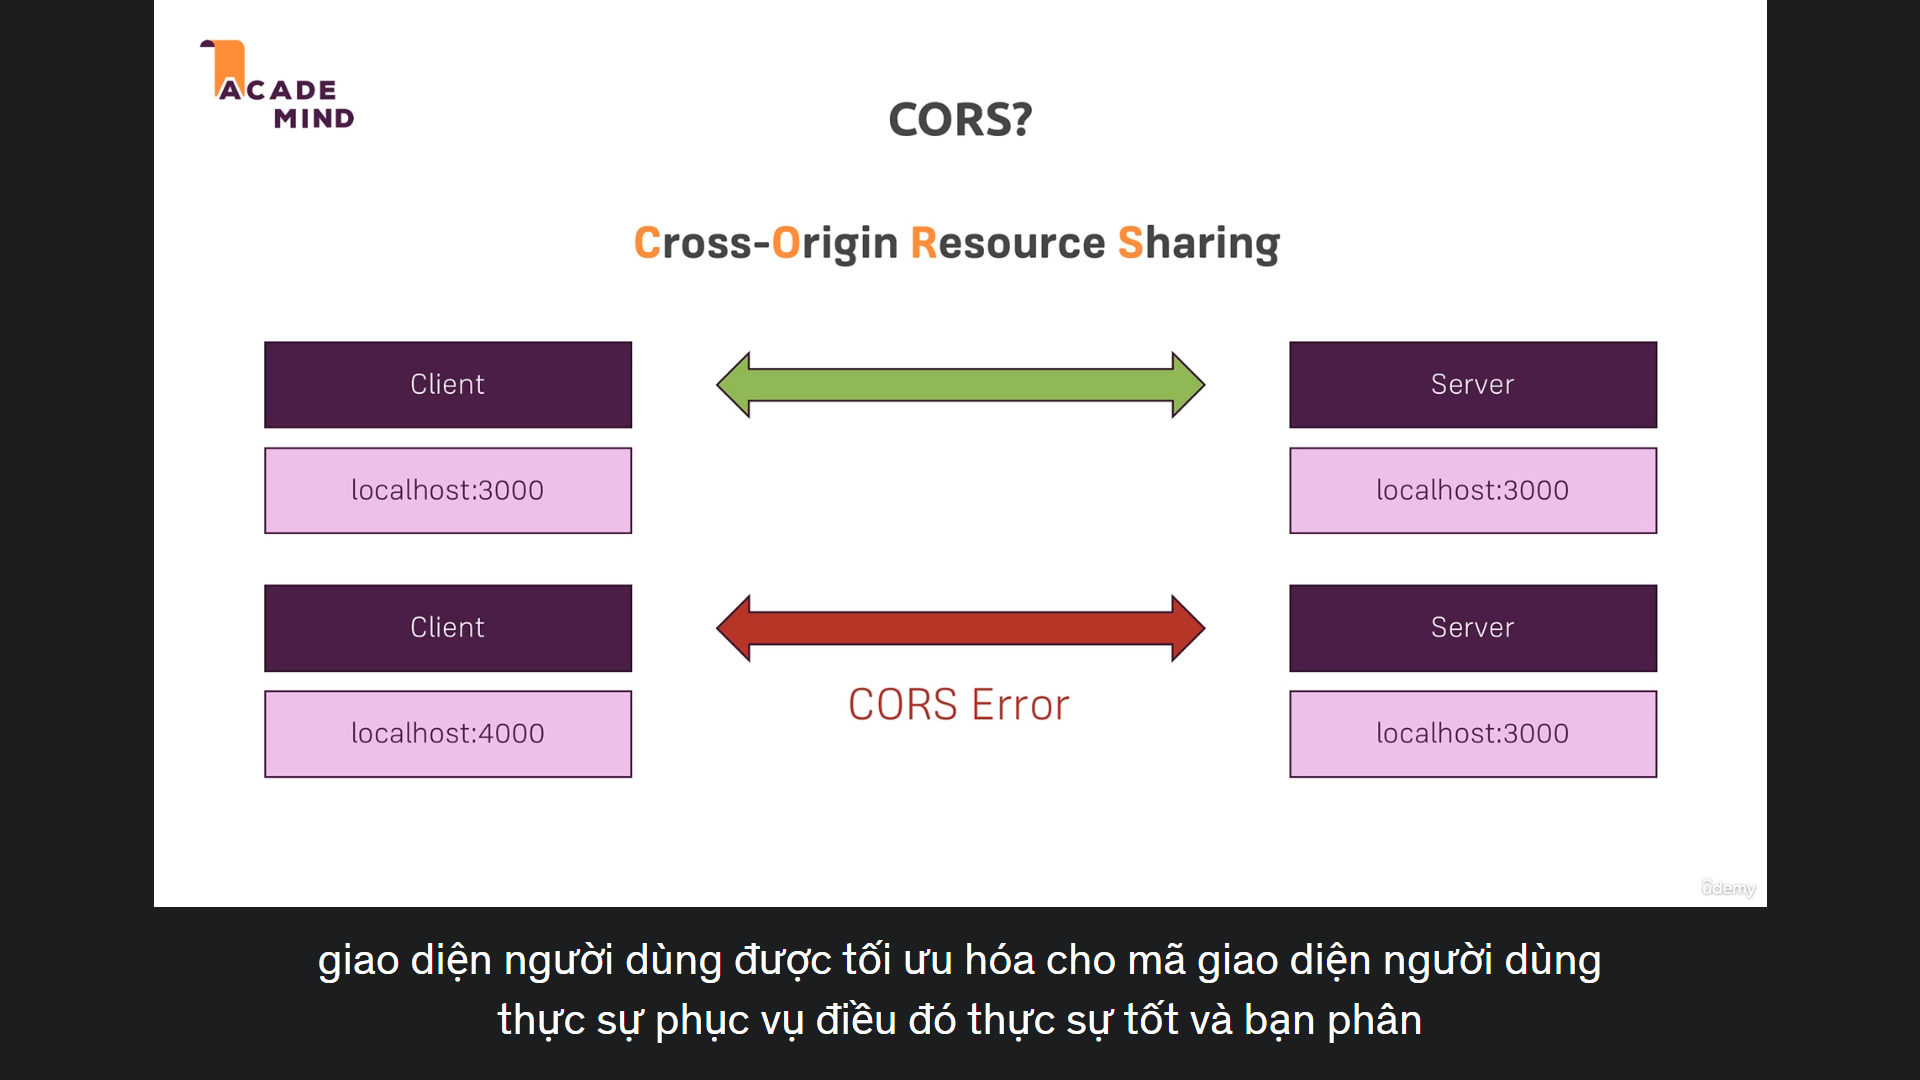 ACADE
MIND
CORS?
Cross-Origin Resource Sharing
Client
Server
localhost:3000
localhost:3000
Client
Server
CORS Error
localhost:4000
localhost:3000
ûdemy
giao diện người dùng được tối ưu hóa cho mã giao diện người dùng
thực sự phục vụ điều đó thực sự tốt và bạn phân